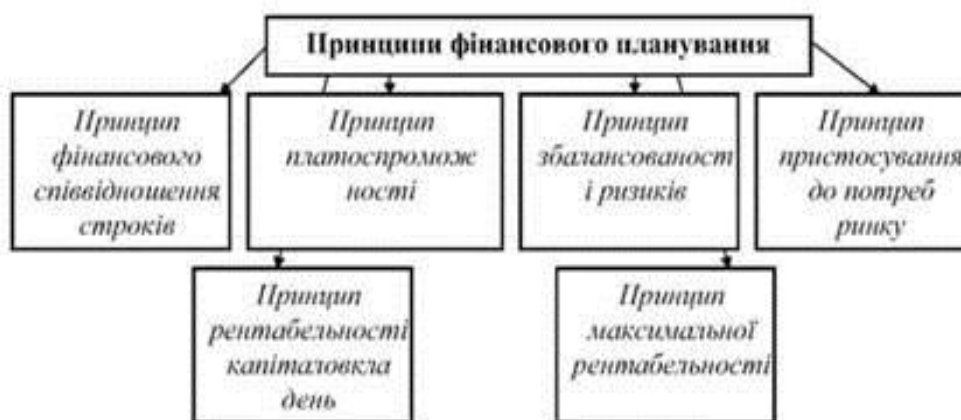 Принципи фінансового планування
Принцип
фінансового
співвідношення
строків
Принцип
платоспромож
ності
Принцип
збалансованост
і ризиків
Принцип
пристосування
до потреб
ринку
Принцип
рентабельності
капіталовкла
день
Принцип
максимальної
рентабельності